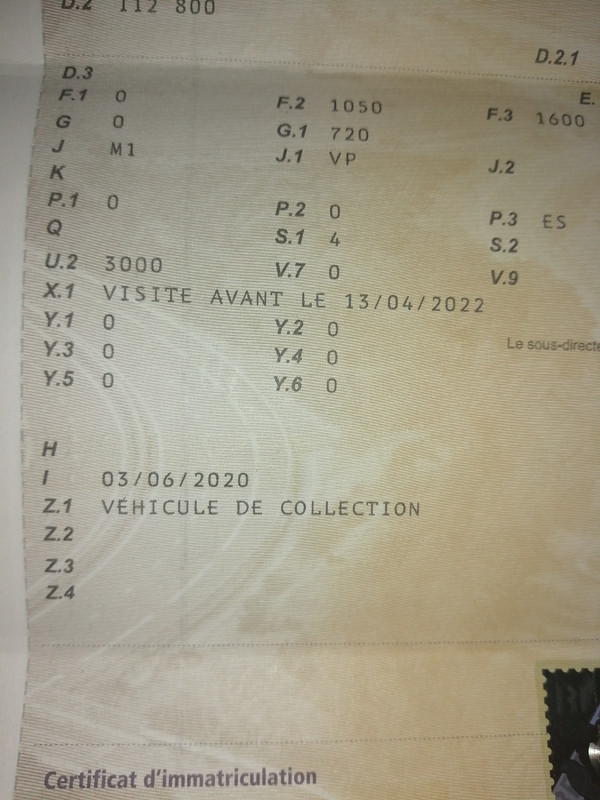 D.2 112 800
D.2.1
D.3
E.
F.1 0 F.2 1050 F.3 1600
G 0 G.1 720
J M1 J.1 VP J.2
K
P.1 0 P.2 0 P.3 ES
Q S.1 4 S.2
U.2 3000 V.7 0 V.9
X.1 VISITE AVANT LE 13/04/2022
Y.1 0 Y.2 0
Y.3 0 Y.4 0
Le sous-directe
Y.5 0 Y.6 0
H
I 03/06/2020
Z.1 VÉHICULE DE COLLECTION
Z.2
Z.3
Z.4
Certificat d'immatriculation